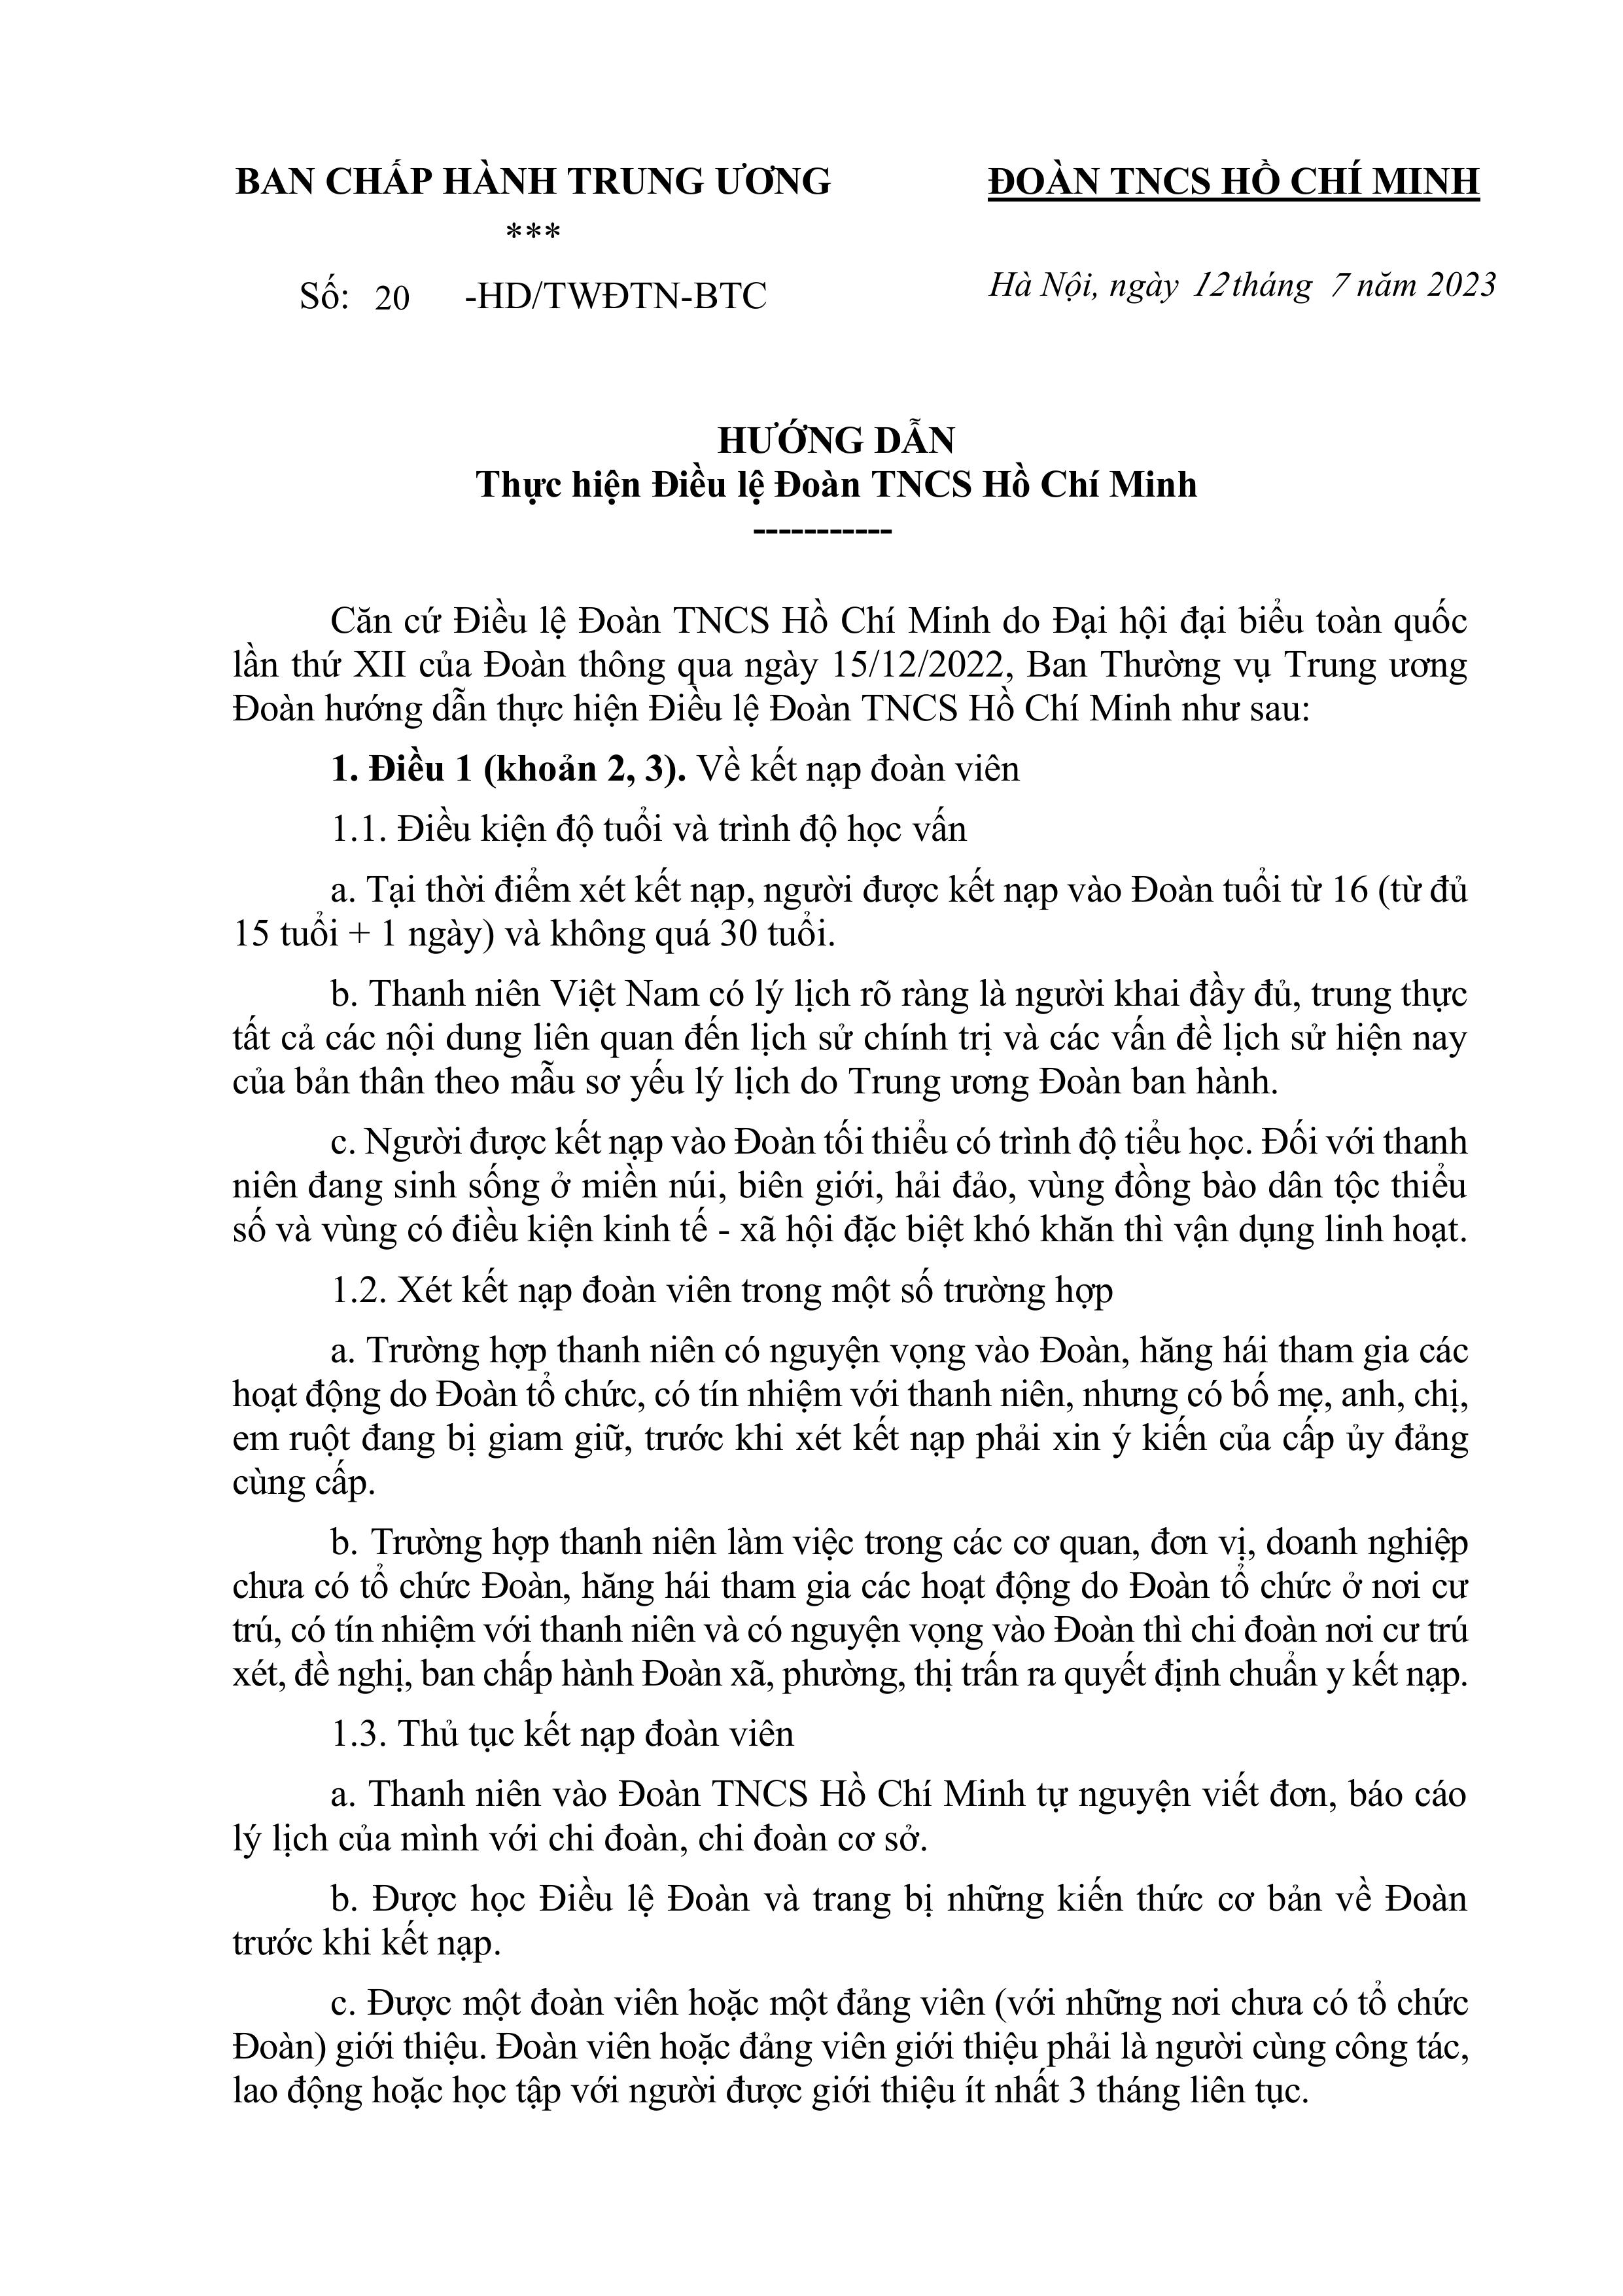 BAN CHẤP HÀNH TRUNG ƯƠNG
ĐOÀN TNCS HỒ CHÍ MINH
***
Số: 20 -HD/TWĐTN-BTC
Hà Nội, ngày 12 tháng 7 năm 2023
HƯỚNG DẪN
Thực hiện Điều lệ Đoàn TNCS Hồ Chí Minh
-----------
Căn cứ Điều lệ Đoàn TNCS Hồ Chí Minh do Đại hội đại biểu toàn quốc
lần thứ XII của Đoàn thông qua ngày 15/12/2022, Ban Thường vụ Trung ương
Đoàn hướng dẫn thực hiện Điều lệ Đoàn TNCS Hồ Chí Minh như sau:
1. Điều 1 (khoản 2, 3). Về kết nạp đoàn viên
1.1. Điều kiện độ tuổi và trình độ học vấn
a. Tại thời điểm xét kết nạp, người được kết nạp vào Đoàn tuổi từ 16 (từ đủ
15 tuổi + 1 ngày) và không quá 30 tuổi.
b. Thanh niên Việt Nam có lý lịch rõ ràng là người khai đầy đủ, trung thực
tất cả các nội dung liên quan đến lịch sử chính trị và các vấn đề lịch sử hiện nay
của bản thân theo mẫu sơ yếu lý lịch do Trung ương Đoàn ban hành.
c. Người được kết nạp vào Đoàn tối thiểu có trình độ tiểu học. Đối với thanh
niên đang sinh sống ở miền núi, biên giới, hải đảo, vùng đồng bào dân tộc thiểu
số và vùng có điều kiện kinh tế - xã hội đặc biệt khó khăn thì vận dụng linh hoạt.
1.2. Xét kết nạp đoàn viên trong một số trường hợp
a. Trường hợp thanh niên có nguyện vọng vào Đoàn, hăng hái tham gia các
hoạt động do Đoàn tổ chức, có tín nhiệm với thanh niên, nhưng có bố mẹ, anh, chị,
em ruột đang bị giam giữ, trước khi xét kết nạp phải xin ý kiến của cấp ủy đảng
cùng cấp.
b. Trường hợp thanh niên làm việc trong các cơ quan, đơn vị, doanh nghiệp
chưa có tổ chức Đoàn, hăng hái tham gia các hoạt động do Đoàn tổ chức ở nơi cư
trú, có tín nhiệm với thanh niên và có nguyện vọng vào Đoàn thì chi đoàn nơi cư trú
xét, đề nghị, ban chấp hành Đoàn xã, phường, thị trấn ra quyết định chuẩn y kết nạp.
1.3. Thủ tục kết nạp đoàn viên
a. Thanh niên vào Đoàn TNCS Hồ Chí Minh tự nguyện viết đơn, báo cáo
lý lịch của mình với chi đoàn, chi đoàn cơ sở.
b. Được học Điều lệ Đoàn và trang bị những kiến thức cơ bản về Đoàn
trước khi kết nạp.
c. Được một đoàn viên hoặc một đảng viên (với những nơi chưa có tổ chức
Đoàn) giới thiệu. Đoàn viên hoặc đảng viên giới thiệu phải là người cùng công tác,
lao động hoặc học tập với người được giới thiệu ít nhất 3 tháng liên tục.